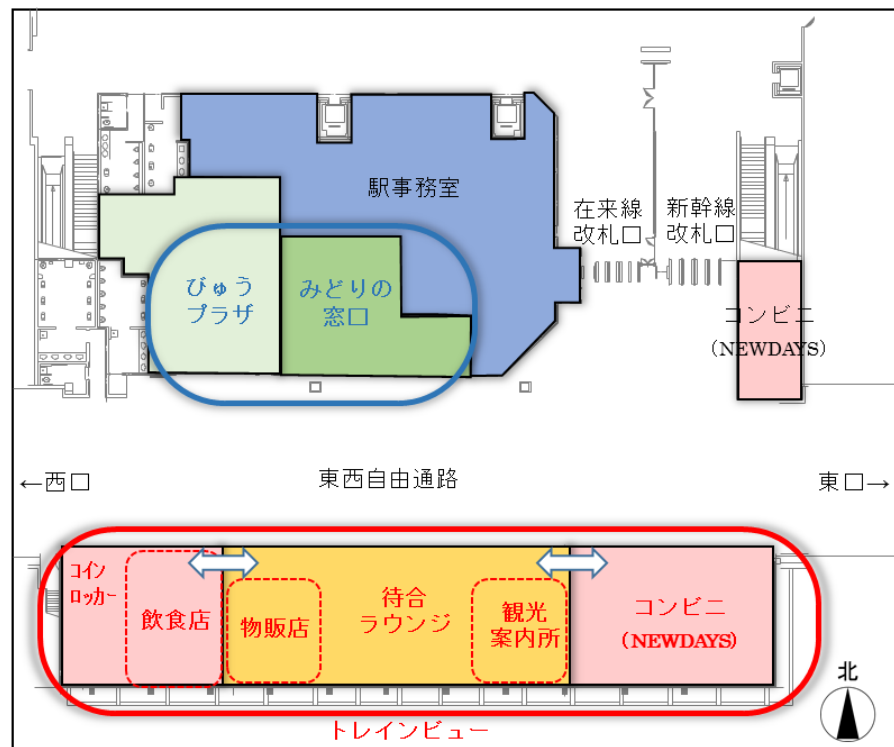 駅事務室
在来線
改札口
新幹線
改札口
びゅう
プラザ
みどりの
窓口
コンビニ
(NEWDAYS)
←西口
東西自由通路
東口→
コイン
ロッカー
飲食店
物販店
待合
ラウンジ
観光
案内所
コンビニ
(NEWDAYS)
北
トレインビュー